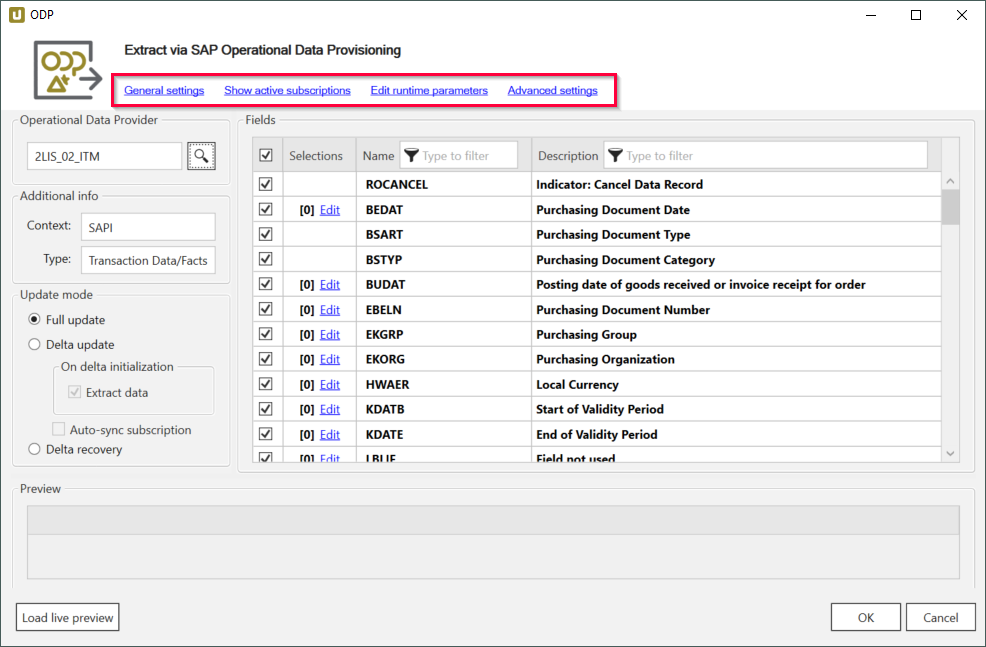 ODP
Extract via SAP Operational Data Provisioning
General settings Show active subscriptions Edit runtime parameters Advanced settings
Operational Data Provider
2LIS_02_ITM
Additional info
Context: SAPI
Type: Transaction Data/Facts
Update mode
Full update
Delta update
On delta initialization
Extract data
Auto-sync subscription
Delta recovery
Fields
Selections Name Type to filter Description Type to filter
ROCANCEL Indicator: Cancel Data Record
[0] Edit BEDAT Purchasing Document Date
BSART Purchasing Document Type
BSTYP Purchasing Document Category
[0] Edit BUDAT Posting date of goods received or invoice receipt for order
[0] Edit EBELN Purchasing Document Number
[0] Edit EKGRP Purchasing Group
[0] Edit EKORG Purchasing Organization
[0] Edit HWAER Local Currency
[0] Edit KDATB Start of Validity Period
[0] Edit KDATE End of Validity Period
[0] Edit LBLIF Field not used
Preview
Load live preview OK Cancel